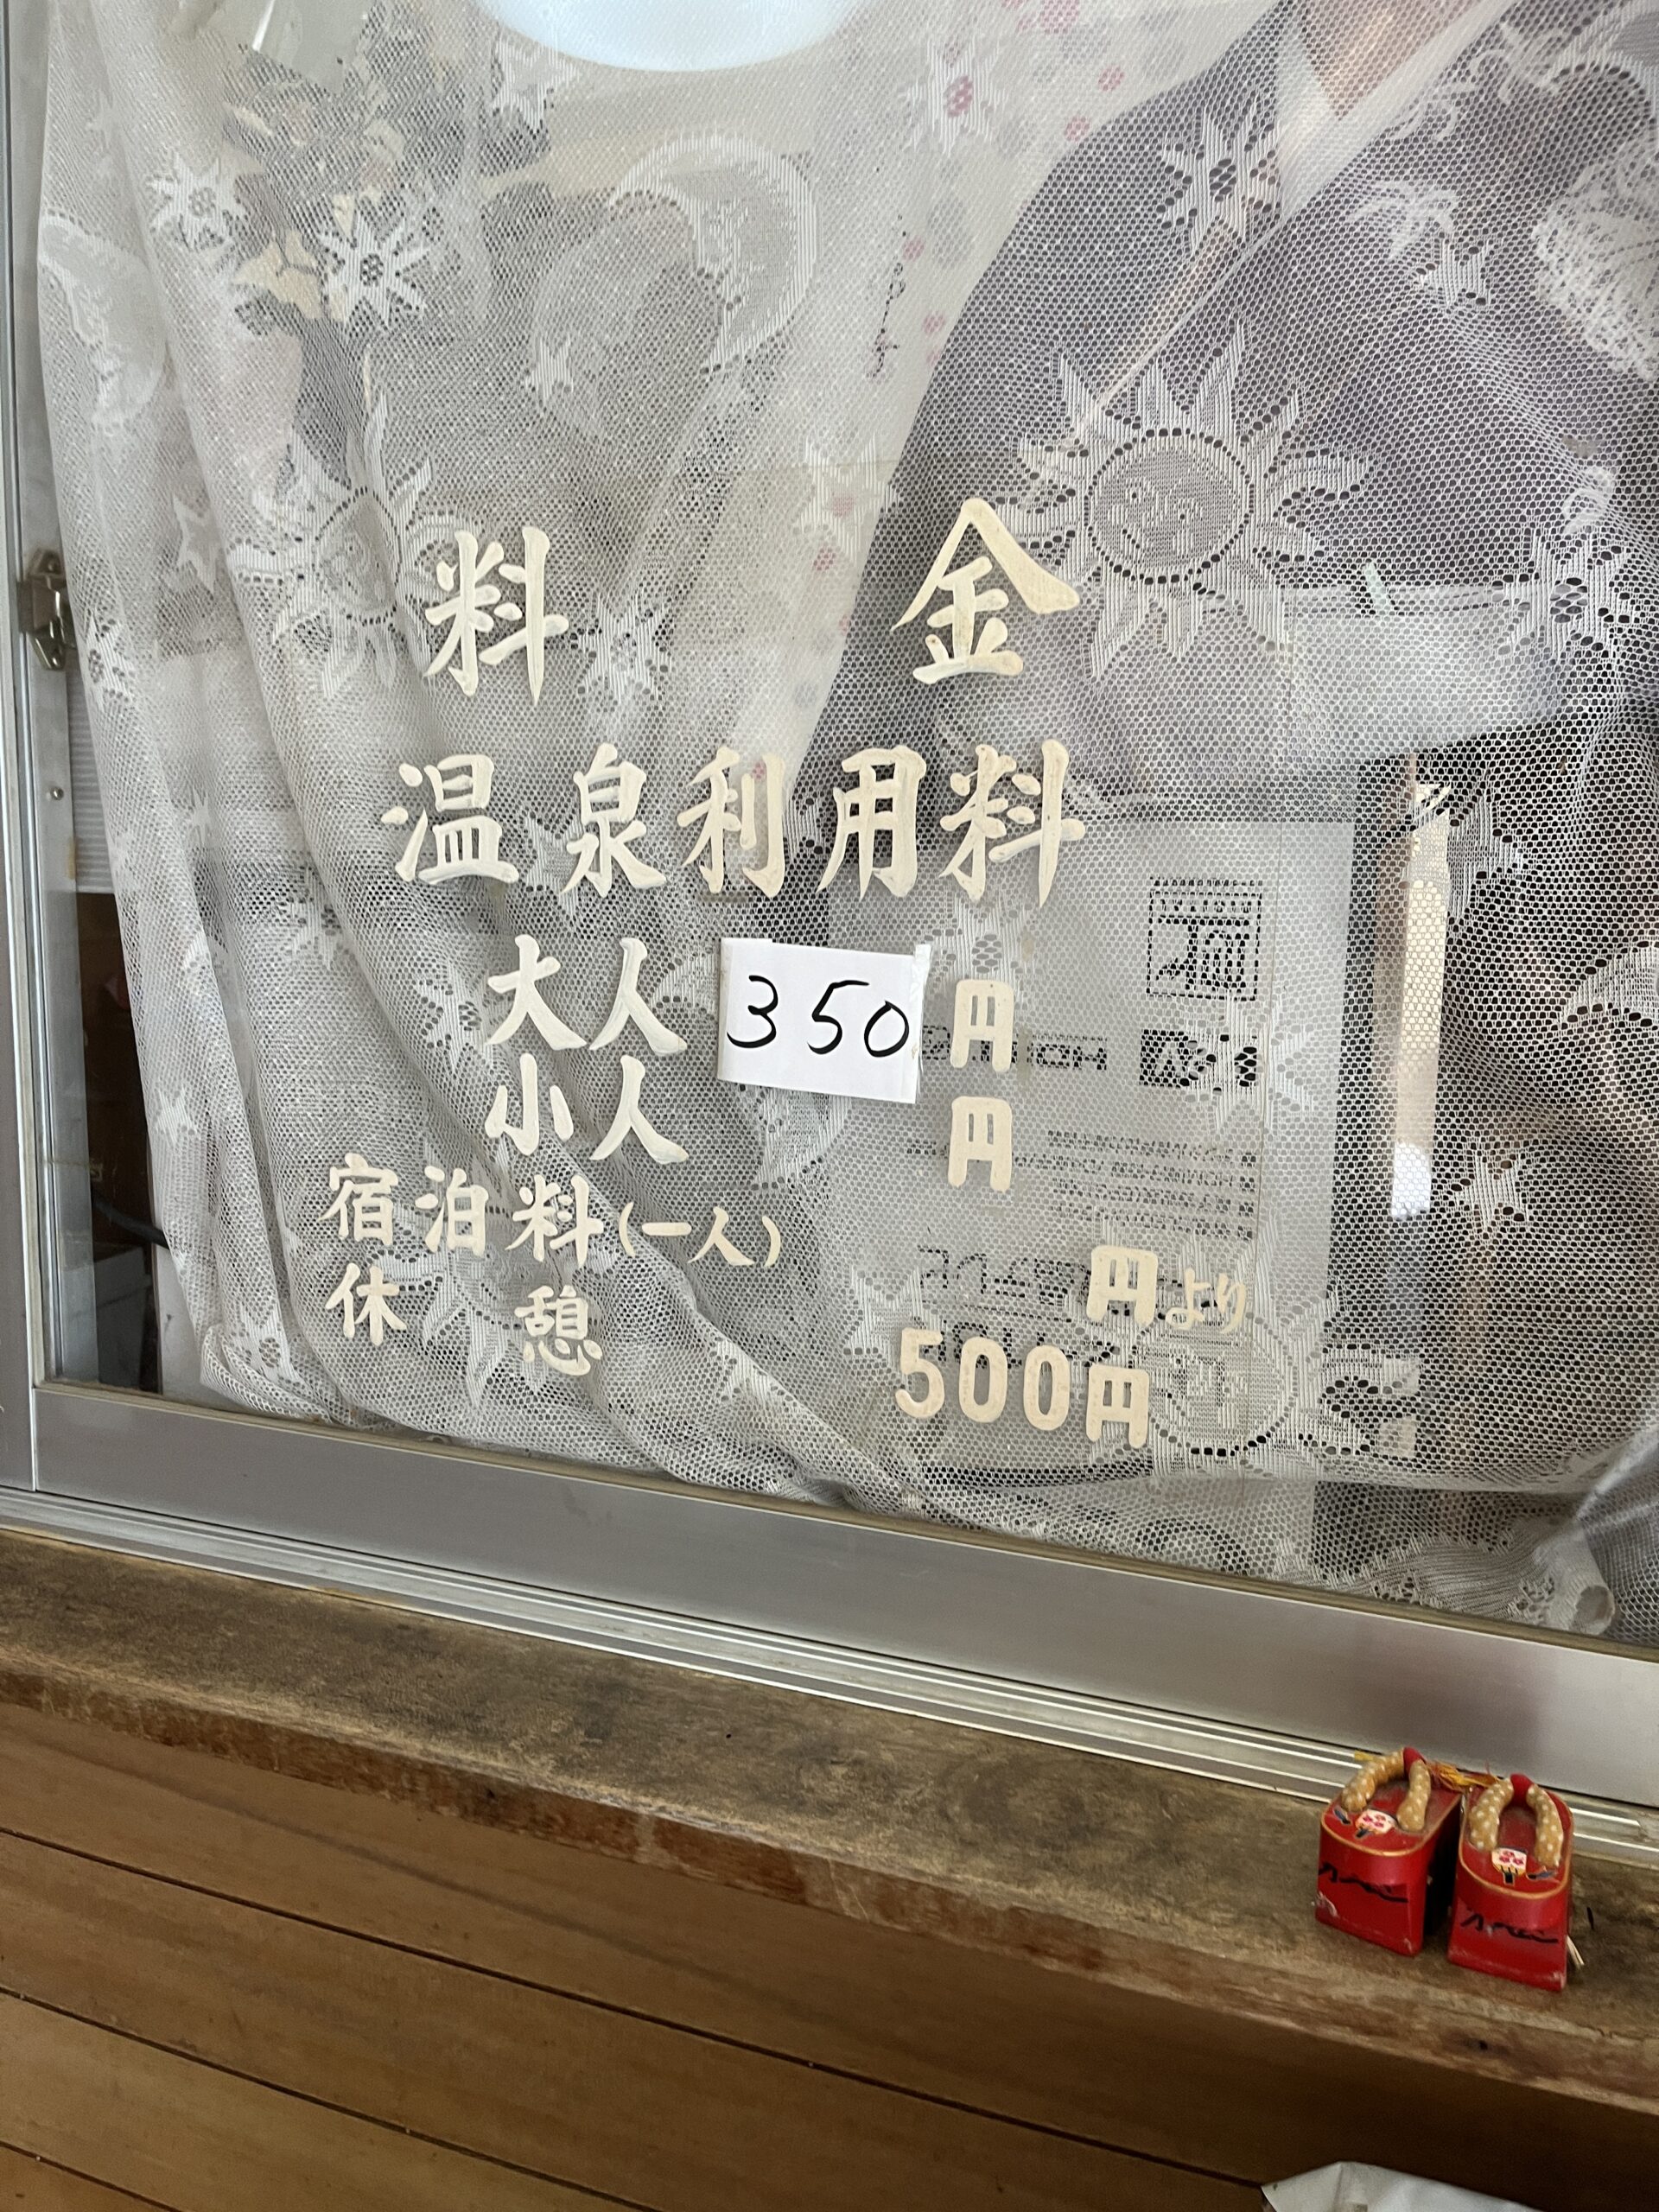 料金
温泉利用料
大人 350 円
小人 円
宿泊料(一人) 円より
休憩 500円